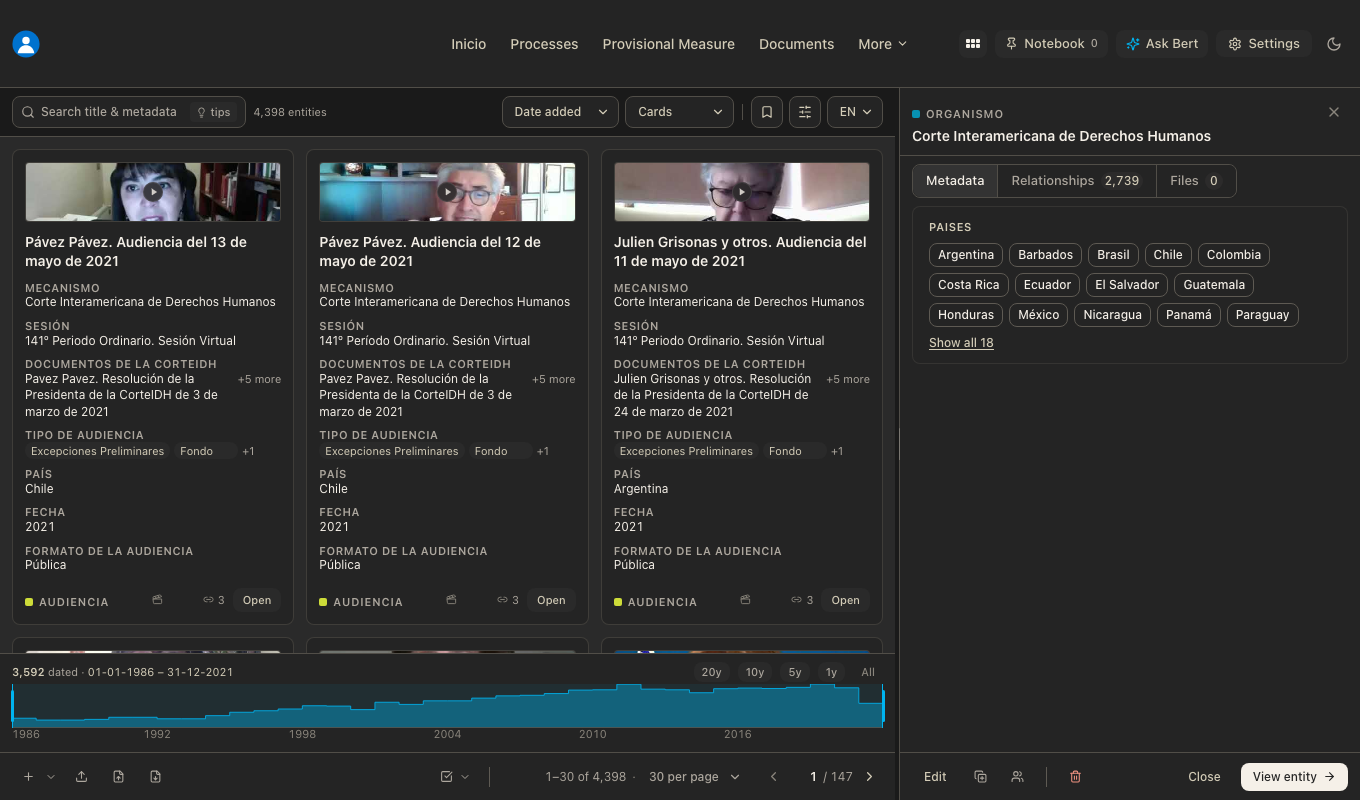 Inicio
Processes
Provisional Measure
Documents
More
Notebook 0
Ask Bert
Settings
Search title & metadata
tips
4,398 entities
Date added
Cards
EN
Pávez Pávez. Audiencia del 13 de
mayo de 2021
MECANISMO
Corte Interamericana de Derechos Humanos
SESIÓN
141° Periodo Ordinario. Sesión Virtual
DOCUMENTOS DE LA CORTEIDH
Pavez Pavez. Resolución de la
Presidenta de la CorteIDH de 3 de
marzo de 2021
+5 more
TIPO DE AUDIENCIA
Excepciones Preliminares
Fondo
+1
PAÍS
Chile
FECHA
2021
FORMATO DE LA AUDIENCIA
Pública
AUDIENCIA
3
Open
Pávez Pávez. Audiencia del 12 de
mayo de 2021
MECANISMO
Corte Interamericana de Derechos Humanos
SESIÓN
141° Período Ordinario. Sesión Virtual
DOCUMENTOS DE LA CORTEIDH
Pavez Pavez. Resolución de la
Presidenta de la CorteIDH de 3 de
marzo de 2021
+5 more
TIPO DE AUDIENCIA
Excepciones Preliminares
Fondo
+1
PAÍS
Chile
FECHA
2021
FORMATO DE LA AUDIENCIA
Pública
AUDIENCIA
3
Open
Julien Grisonas y otros. Audiencia del
11 de mayo de 2021
MECANISMO
Corte Interamericana de Derechos Humanos
SESIÓN
141° Periodo Ordinario. Sesión Virtual
DOCUMENTOS DE LA CORTEIDH
Julien Grisonas y otros. Resolución
de la Presidenta de la CorteIDH de
24 de marzo de 2021
+5 more
TIPO DE AUDIENCIA
Excepciones Preliminares
Fondo
+1
PAÍS
Argentina
FECHA
2021
FORMATO DE LA AUDIENCIA
Pública
AUDIENCIA
3
Open
3,592 dated · 01-01-1986 – 31-12-2021
20y
10y
5y
1y
All
1986
1992
1998
2004
2010
2016
1–30 of 4,398 ·
30 per page
1 / 147
ORGANISMO
Corte Interamericana de Derechos Humanos
Metadata
Relationships 2,739
Files 0
PAISES
Argentina
Barbados
Brasil
Chile
Colombia
Costa Rica
Ecuador
El Salvador
Guatemala
Honduras
México
Nicaragua
Panamá
Paraguay
Show all 18
Edit
Close
View entity